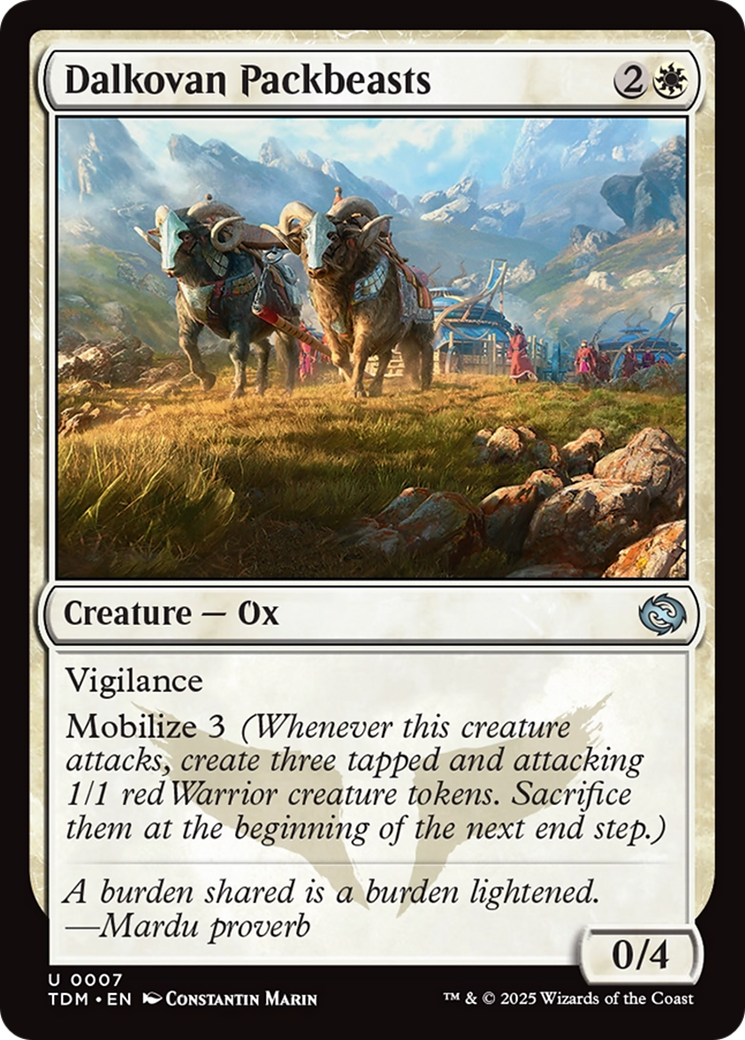 Dalkovan Packbeasts 2
Creature — Ox
Vigilance
Mobilize 3 (Whenever this creature
attacks, create three tapped and attacking
1/1 red Warrior creature tokens. Sacrifice
them at the beginning of the next end step.)
A burden shared is a burden lightened.
—Mardu proverb
0/4
U 0007
TDM • EN Constantin Marin
™ & © 2025 Wizards of the Coast